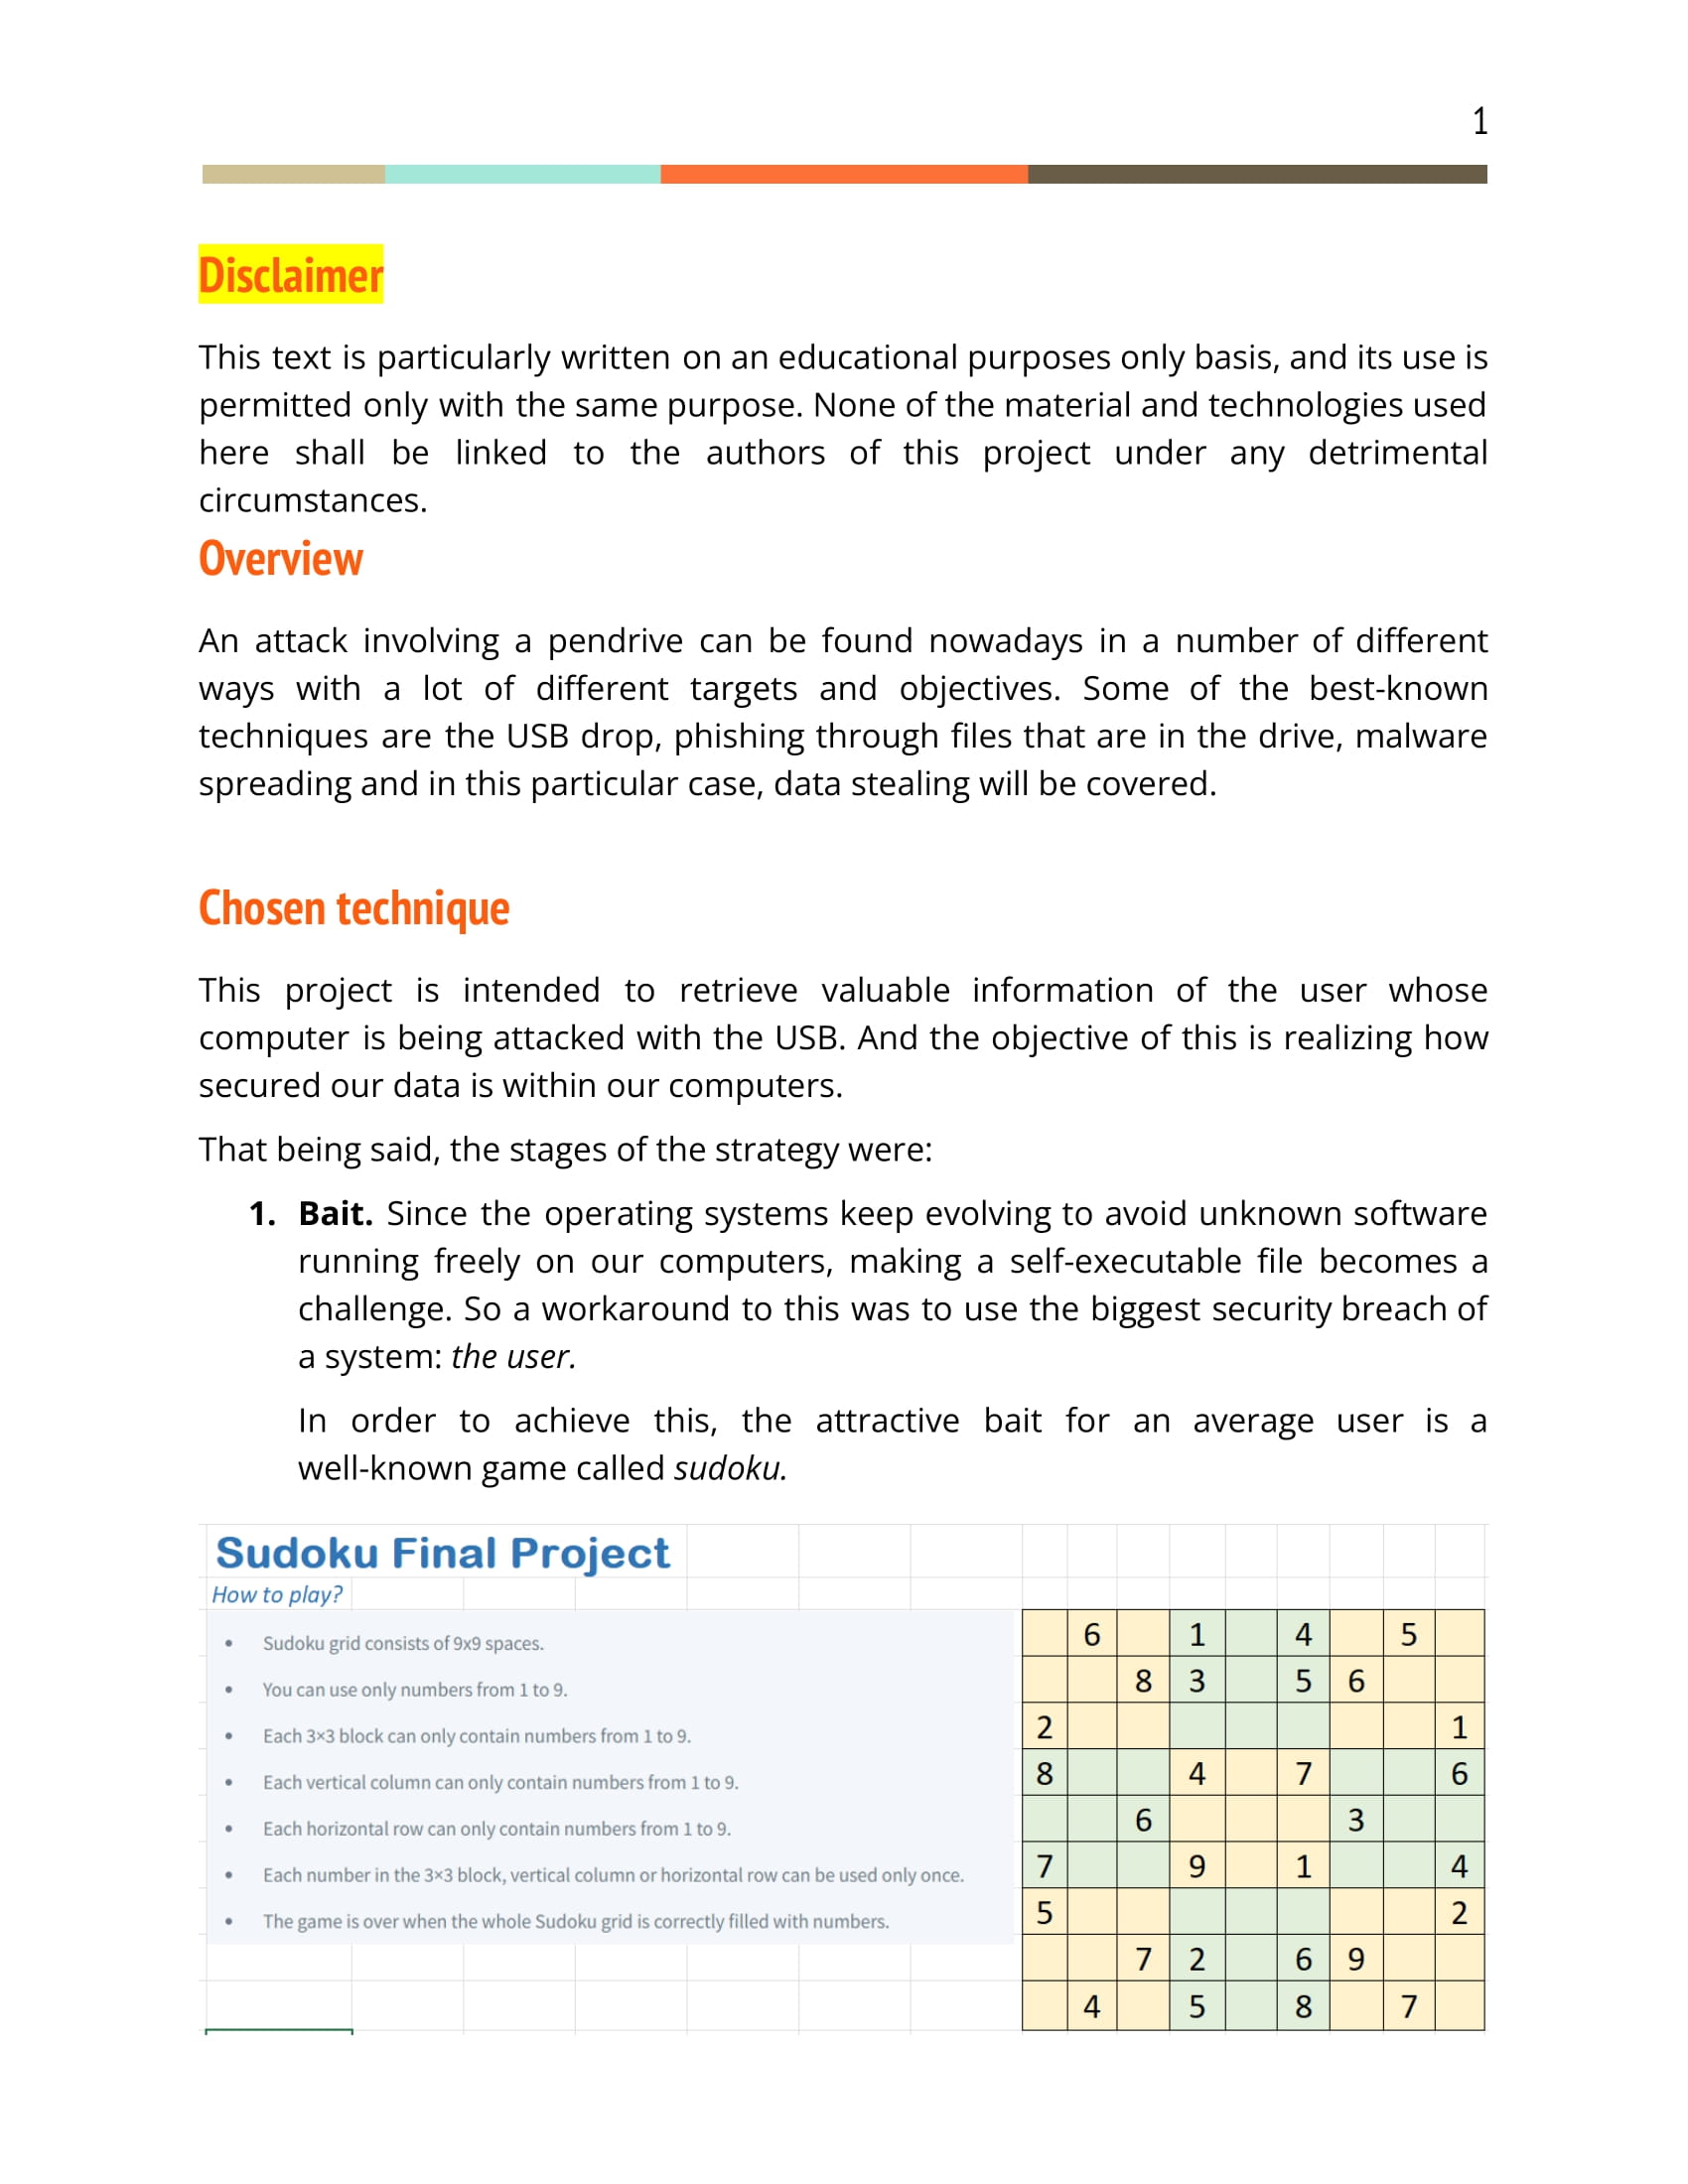 1
Disclaimer
This text is particularly written on an educational purposes only basis, and its use is
permitted only with the same purpose. None of the material and technologies used
here shall be linked to the authors of this project under any detrimental
circumstances.
Overview
An attack involving a pendrive can be found nowadays in a number of different
ways with a lot of different targets and objectives. Some of the best-known
techniques are the USB drop, phishing through files that are in the drive, malware
spreading and in this particular case, data stealing will be covered.
Chosen technique
This project is intended to retrieve valuable information of the user whose
computer is being attacked with the USB. And the objective of this is realizing how
secured our data is within our computers.
That being said, the stages of the strategy were:
1. Bait. Since the operating systems keep evolving to avoid unknown software
running freely on our computers, making a self-executable file becomes a
challenge. So a workaround to this was to use the biggest security breach of
a system: the user.
In order to achieve this, the attractive bait for an average user is a
well-known game called sudoku.
Sudoku Final Project
How to play?
• Sudoku grid consists of 9x9 spaces.
• You can use only numbers from 1 to 9.
• Each 3×3 block can only contain numbers from 1 to 9.
• Each vertical column can only contain numbers from 1 to 9.
• Each horizontal row can only contain numbers from 1 to 9.
• Each number in the 3×3 block, vertical column or horizontal row can be used only once.
• The game is over when the whole Sudoku grid is correctly filled with numbers.
6 1 4 5
8 3 5 6
2 1
8 4 7 6
6 3
7 9 1 4
5 2
7 2 6 9
4 5 8 7